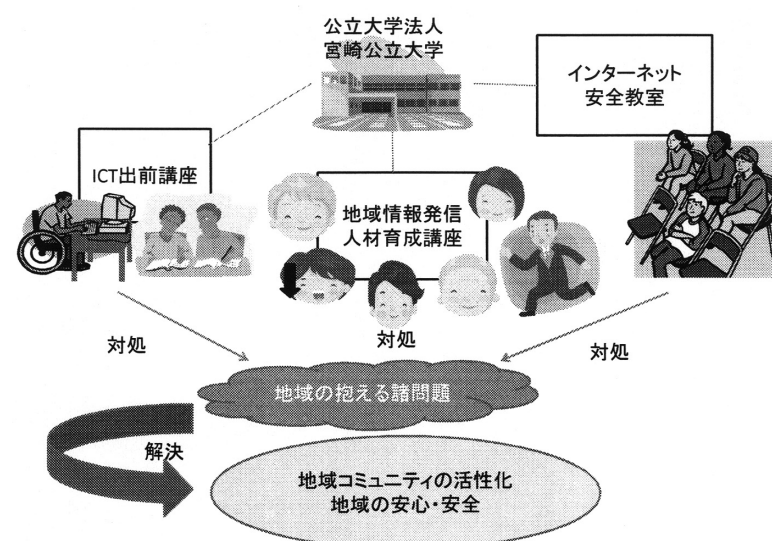 公立大学法人
宮崎公立大学
インターネット
安全教室
ICT出前講座
地域情報発信
人材育成講座
対処
対処
対処
地域の抱える諸問題
解決
地域コミュニティの活性化
地域の安心・安全